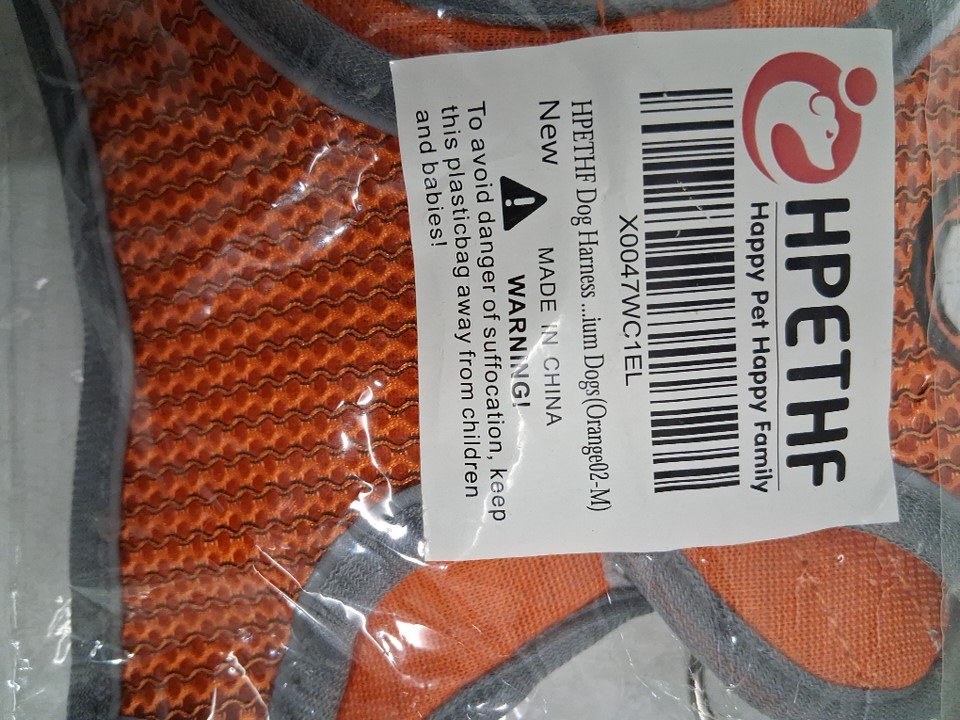 HPETHF
Happy Pet Happy Family
X0047WC1EL
HPETHF Dog Harness ...ium Dogs(Orange02-M)
New
MADE IN CHINA
WARNING!
To avoid danger of suffocation, keep
this plasticbag away from children
and babies!